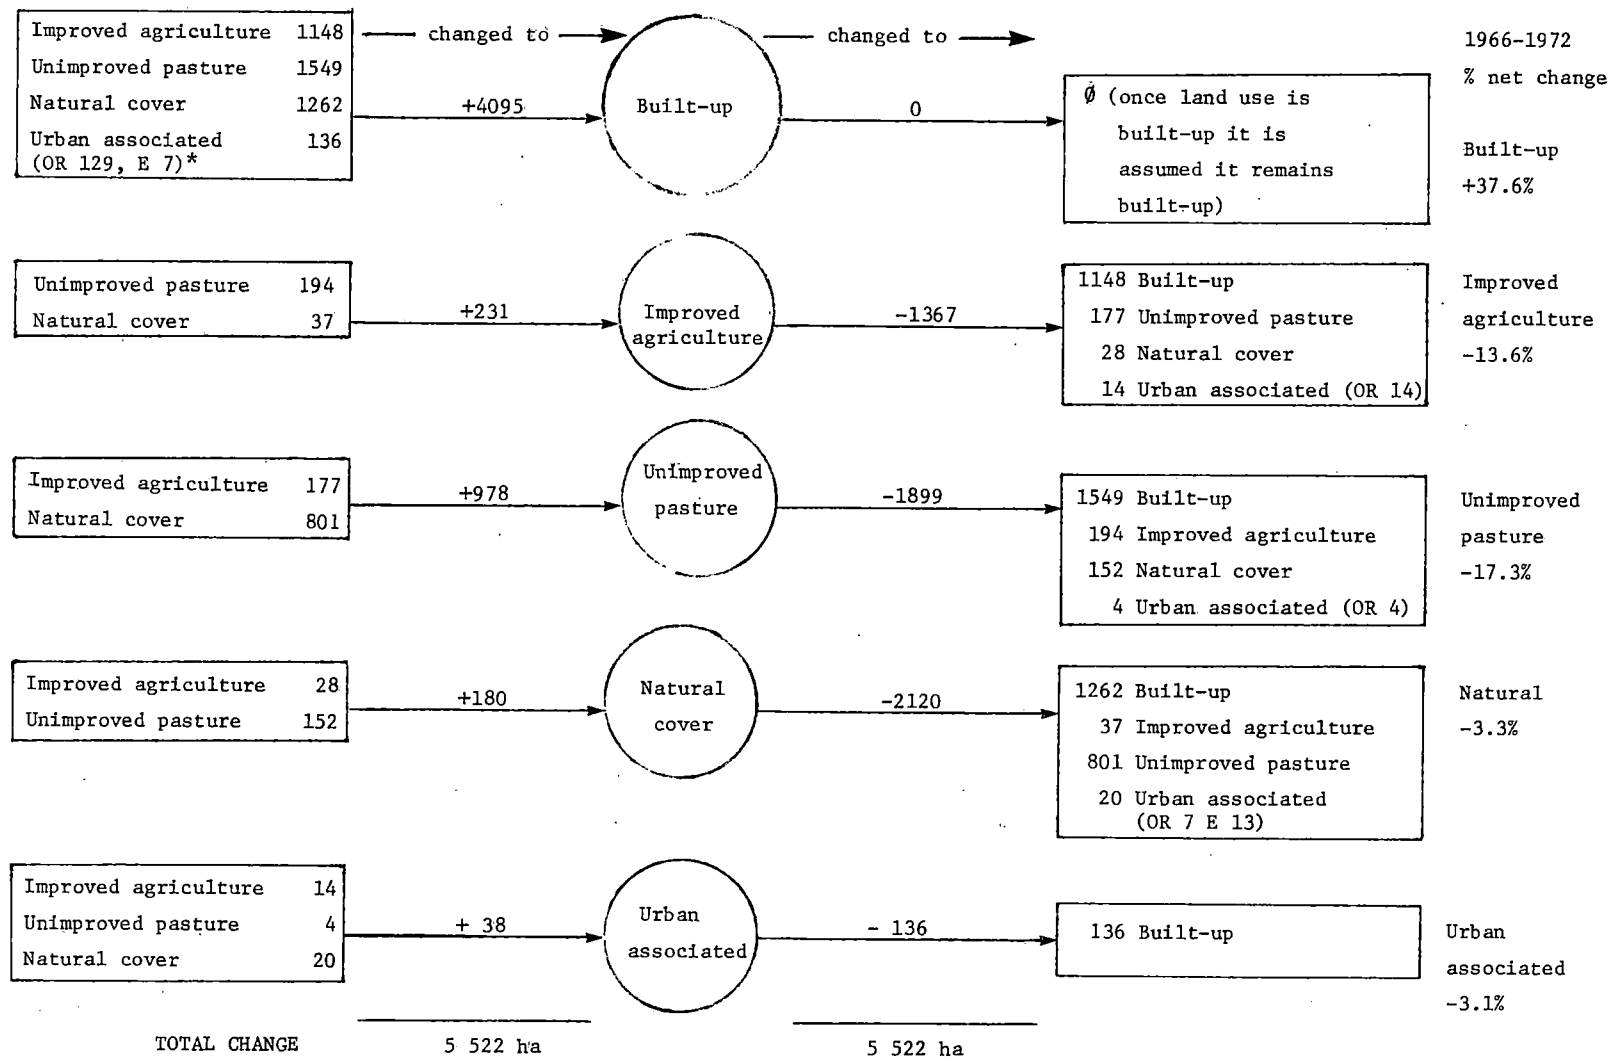 Improved agriculture 1148
Unimproved pasture 1549
Natural cover 1262
Urban associated 136
(OR 129, E 7)*
changed to
+4095
Built-up
changed to
0
Ø (once land use is
built-up it is
assumed it remains
built-up)
1966-1972
% net change
Built-up
+37.6%
Unimproved pasture 194
Natural cover 37
+231
Improved
agriculture
-1367
1148 Built-up
177 Unimproved pasture
28 Natural cover
14 Urban associated (OR 14)
Improved
agriculture
-13.6%
Improved agriculture 177
Natural cover 801
+978
Unimproved
pasture
-1899
1549 Built-up
194 Improved agriculture
152 Natural cover
4 Urban associated (OR 4)
Unimproved
pasture
-17.3%
Improved agriculture 28
Unimproved pasture 152
+180
Natural
cover
-2120
1262 Built-up
37 Improved agriculture
801 Unimproved pasture
20 Urban associated
(OR 7 E 13)
Natural
-3.3%
Improved agriculture 14
Unimproved pasture 4
Natural cover 20
+ 38
Urban
associated
- 136
136 Built-up
Urban
associated
-3.1%
TOTAL CHANGE 5 522 ha 5 522 ha